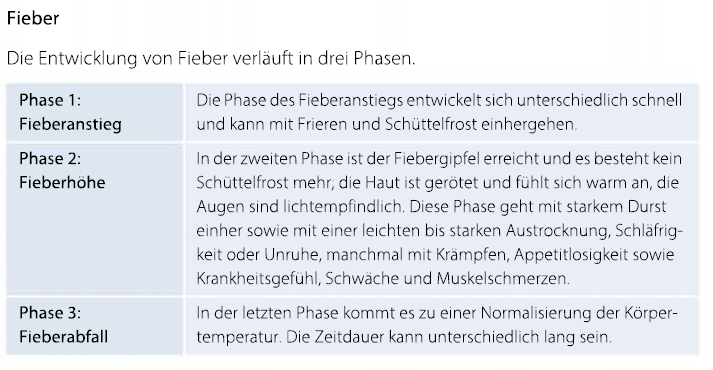 Fieber
Die Entwicklung von Fieber verläuft in drei Phasen.
Phase 1:
Fieberanstieg
Die Phase des Fieberanstiegs entwickelt sich unterschiedlich schnell
und kann mit Frieren und Schüttelfrost einhergehen.
Phase 2:
Fieberhöhe
In der zweiten Phase ist der Fiebergipfel erreicht und es besteht kein
Schüttelfrost mehr; die Haut ist gerötet und fühlt sich warm an, die
Augen sind lichtempfindlich. Diese Phase geht mit starkem Durst
einher sowie mit einer leichten bis starken Austrocknung, Schläfrig-
keit oder Unruhe, manchmal mit Krämpfen, Appetitlosigkeit sowie
Krankheitsgefühl, Schwäche und Muskelschmerzen.
Phase 3:
Fieberabfall
In der letzten Phase kommt es zu einer Normalisierung der Körper-
temperatur. Die Zeitdauer kann unterschiedlich lang sein.